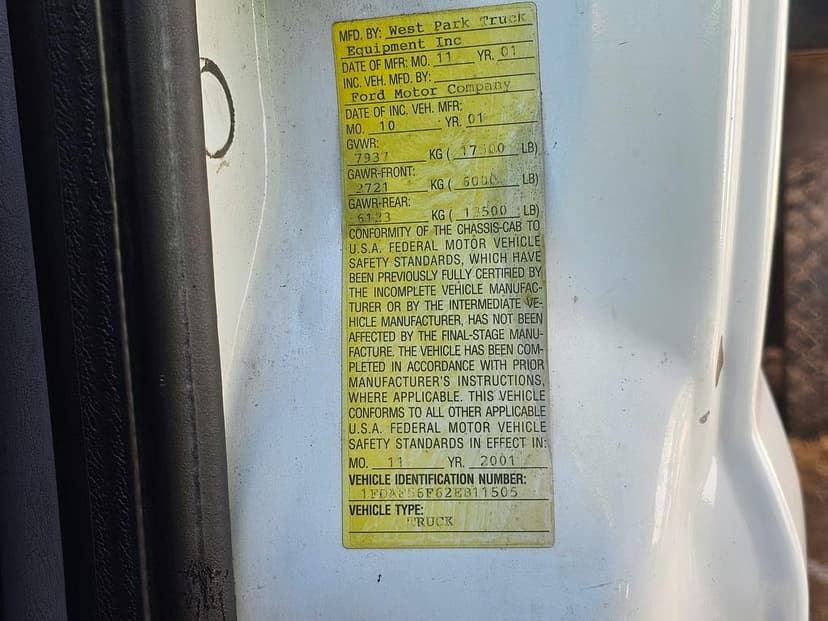 MFD. BY: West Park Truck
Equipment Inc
DATE OF MFR: MO. 11 YR. 01
INC. VEH. MFD. BY:
Ford Motor Company
DATE OF INC. VEH. MFR:
MO. 10 YR. 01
GVWR:
7937 KG ( 17500 LB)
GAWR-FRONT:
2721 KG ( 6000 LB)
GAWR-REAR:
6123 KG ( 13500 LB)
CONFORMITY OF THE CHASSIS-CAB TO
U.S.A. FEDERAL MOTOR VEHICLE
SAFETY STANDARDS, WHICH HAVE
BEEN PREVIOUSLY FULLY CERTIFIED BY
THE INCOMPLETE VEHICLE MANUFAC-
TURER OR BY THE INTERMEDIATE VE-
HICLE MANUFACTURER, HAS NOT BEEN
AFFECTED BY THE FINAL-STAGE MANU-
FACTURE. THE VEHICLE HAS BEEN COM-
PLETED IN ACCORDANCE WITH PRIOR
MANUFACTURER'S INSTRUCTIONS,
WHERE APPLICABLE. THIS VEHICLE
CONFORMS TO ALL OTHER APPLICABLE
U.S.A. FEDERAL MOTOR VEHICLE
SAFETY STANDARDS IN EFFECT IN:
MO. 11 YR. 2001
VEHICLE IDENTIFICATION NUMBER:
1FDAF56F62EB11505
VEHICLE TYPE:
TRUCK